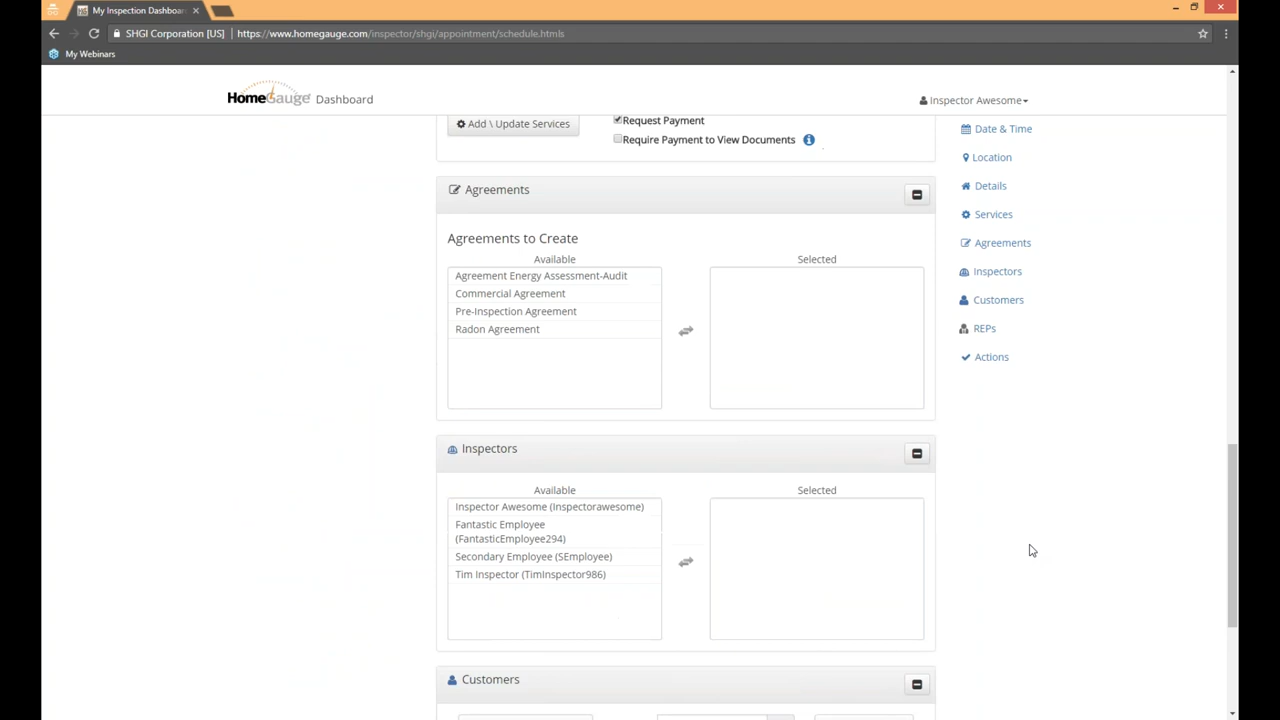 My Inspection Dashboa
SHGI Corporation [US] https://www.homegauge.com/inspector/shgi/appointment/schedule.htmls
My Webinars
HomeGauge Dashboard
Inspector Awesome
Add \ Update Services
Request Payment
Require Payment to View Documents
Date & Time
Location
Details
Services
Agreements
Inspectors
Customers
REPs
Actions
Agreements
Agreements to Create
Available
Selected
Agreement Energy Assessment-Audit
Commercial Agreement
Pre-Inspection Agreement
Radon Agreement
Inspectors
Available
Selected
Inspector Awesome (Inspectorawesome)
Fantastic Employee
(FantasticEmployee294)
Secondary Employee (SEmployee)
Tim Inspector (TimInspector986)
Customers